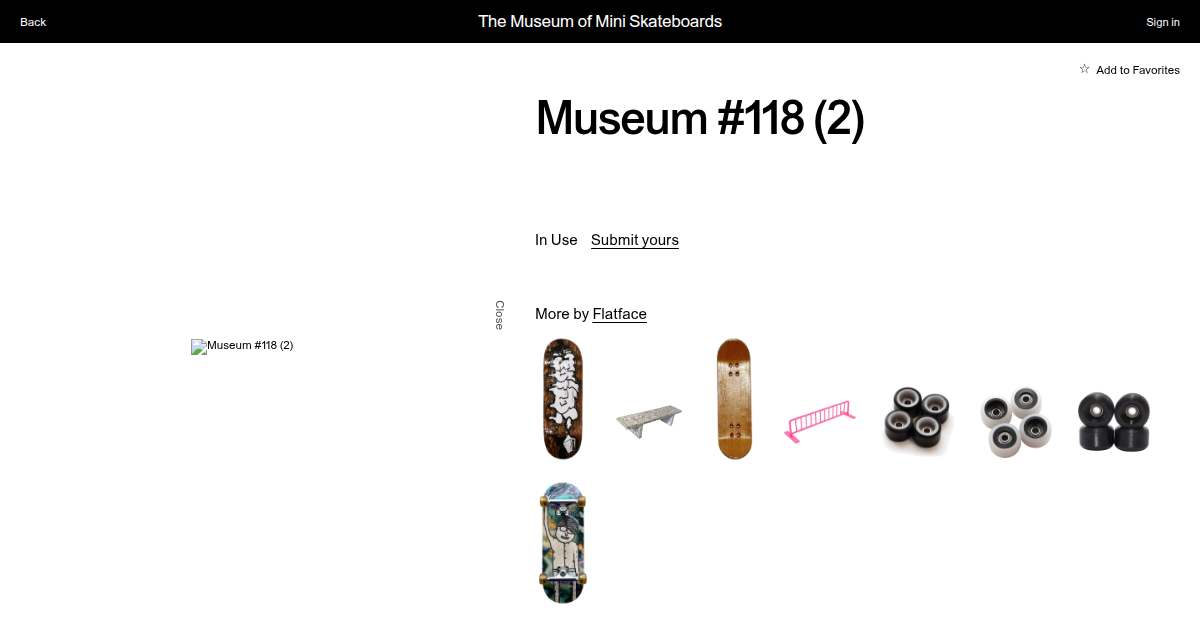 Back
The Museum of Mini Skateboards
Sign in
☆ Add to Favorites
Museum #118 (2)
In Use Submit yours
Close
More by Flatface
Museum #118 (2)